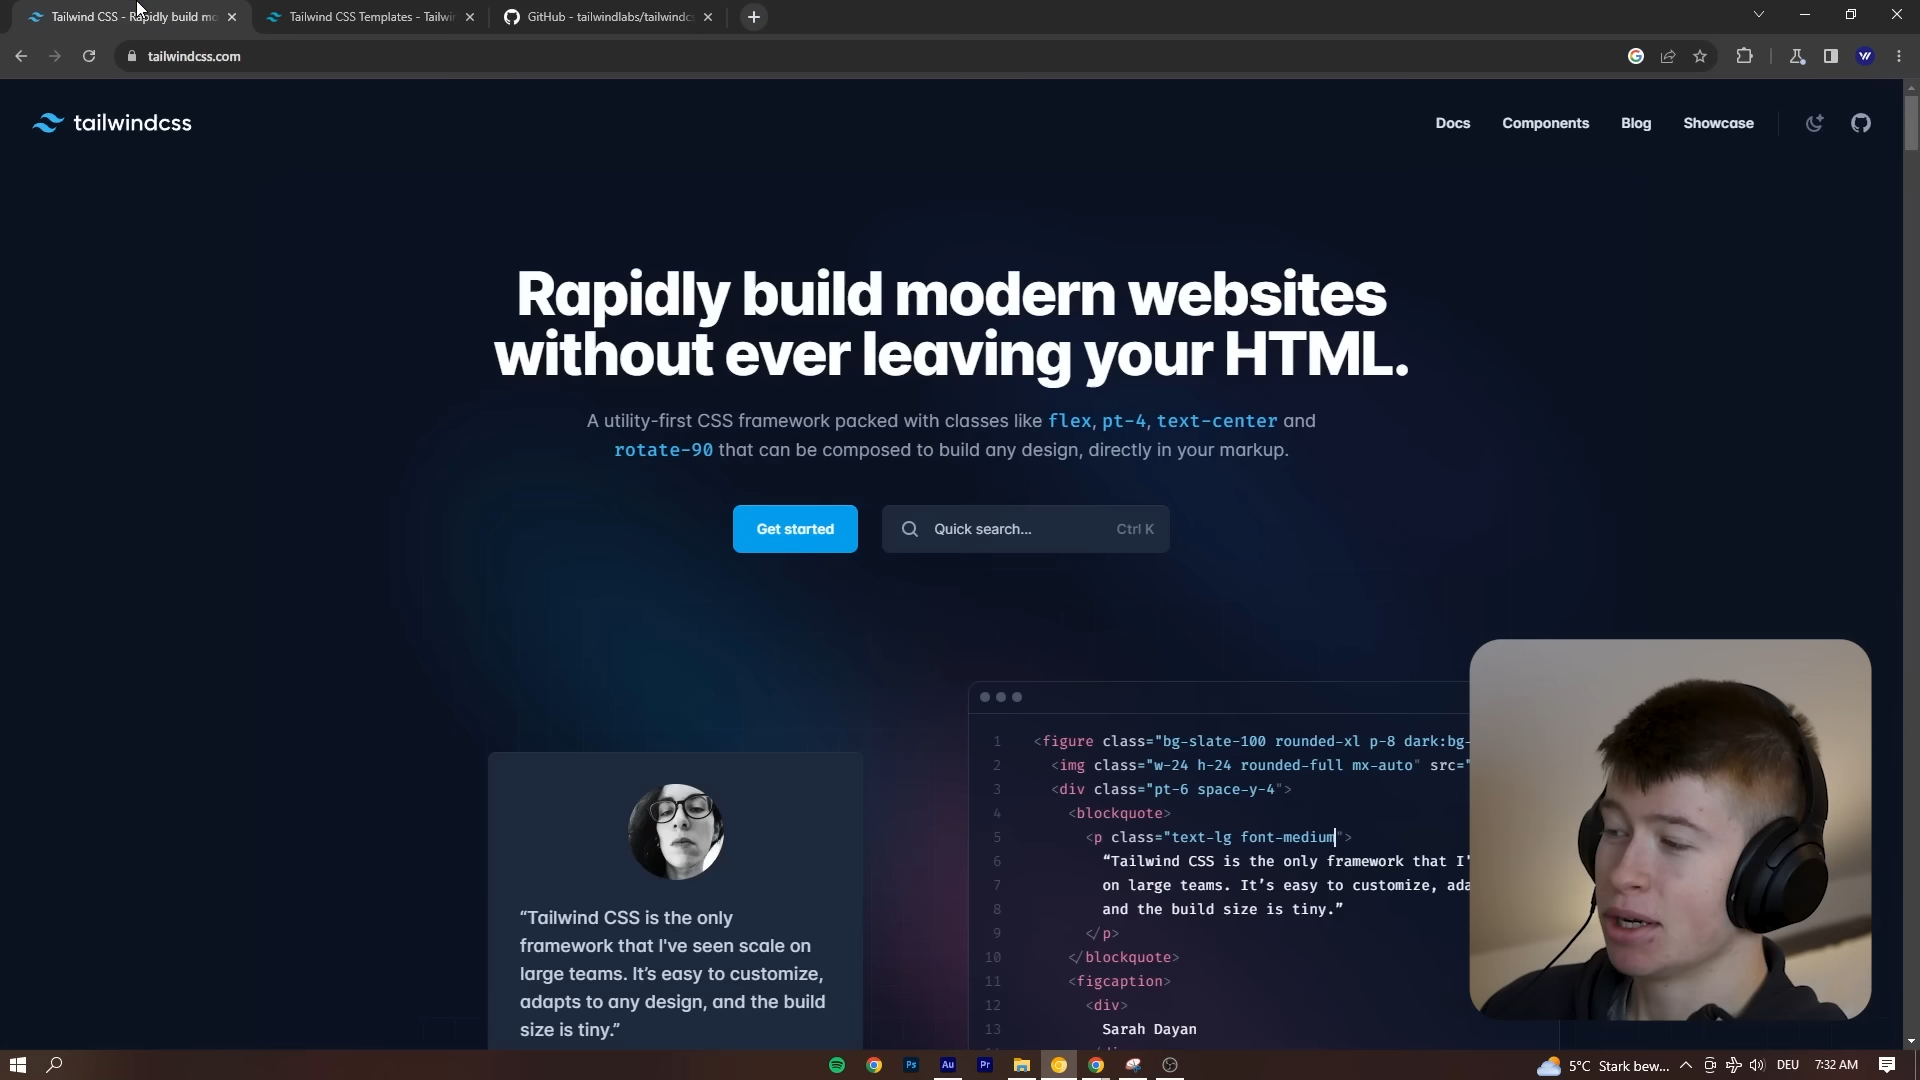 Tailwind CSS - Rapidly build mo
Tailwind CSS Templates - Tailwin
GitHub - tailwindlabs/tailwindcs
tailwindcss.com
tailwindcss
Docs
Components
Blog
Showcase
Rapidly build modern websites
without ever leaving your HTML.
A utility-first CSS framework packed with classes like flex, pt-4, text-center and
rotate-90 that can be composed to build any design, directly in your markup.
Get started
Quick search...
Ctrl K
“Tailwind CSS is the only
framework that I've seen scale on
large teams. It’s easy to customize,
adapts to any design, and the build
size is tiny.”
1 <figure class="bg-slate-100 rounded-xl p-8 dark:bg-
2 <img class="w-24 h-24 rounded-full mx-auto" src="
3 <div class="pt-6 space-y-4">
4 <blockquote>
5 <p class="text-lg font-medium">
6 “Tailwind CSS is the only framework that I'
7 on large teams. It’s easy to customize, ada
8 and the build size is tiny.”
9 </p>
10 </blockquote>
11 <figcaption>
12 <div>
13 Sarah Dayan
Ps
Au
Pr
5°C Stark bew...
DEU
7:32 AM